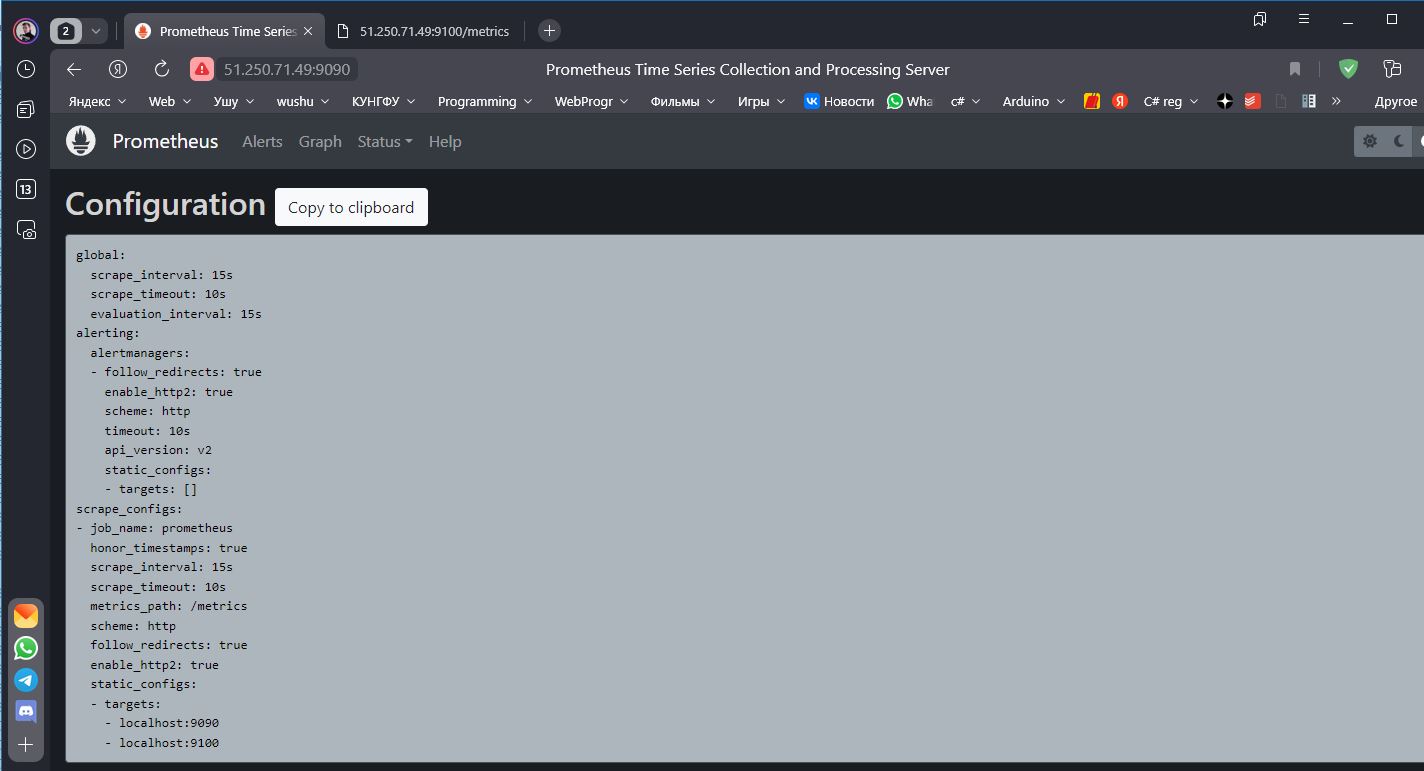 2 Prometheus Time Series 51.250.71.49:9100/metrics
51.250.71.49:9090 Prometheus Time Series Collection and Processing Server
Яндекс Web Ушу wushu КУНГФУ Programming WebProgr Фильмы Игры Новости Wha c# Arduino Я C# reg Другое
Prometheus Alerts Graph Status Help
13
Configuration Copy to clipboard
global:
  scrape_interval: 15s
  scrape_timeout: 10s
  evaluation_interval: 15s
alerting:
  alertmanagers:
  - follow_redirects: true
    enable_http2: true
    scheme: http
    timeout: 10s
    api_version: v2
    static_configs:
    - targets: []
scrape_configs:
- job_name: prometheus
  honor_timestamps: true
  scrape_interval: 15s
  scrape_timeout: 10s
  metrics_path: /metrics
  scheme: http
  follow_redirects: true
  enable_http2: true
  static_configs:
  - targets:
    - localhost:9090
    - localhost:9100